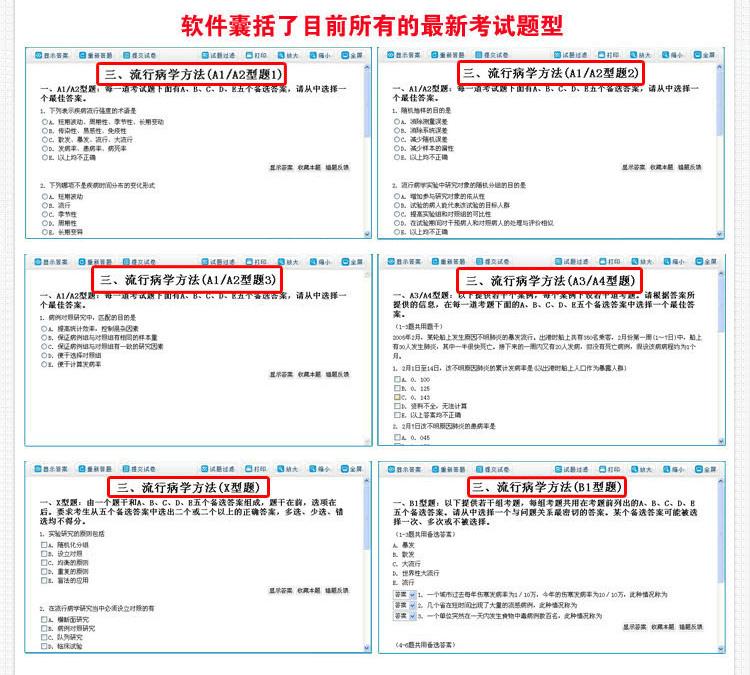 软件囊括了目前所有的最新考试题型
显示答案 重新答题 提交试卷 试题过滤 打印 放大 缩小 全屏
三、流行病学方法(A1/A2型题1)
一、A1/A2型题：每一道考试题下面有A、B、C、D、E五个备选答案，请从中选择一
个最佳答案。
1. 下列表示疾病流行强度的术语是
A. 短期波动、周期性、季节性、长期变动
B. 传染性、易感性、免疫性
C. 散发、暴发、流行、大流行
D. 发病率、患病率、病死率
E. 以上均不正确
显示答案 收藏本题 错题反馈
2. 下列哪项不是疾病时间分布的变化形式
A. 短期波动
B. 流行
C. 季节性
D. 周期性
E. 长期变异
显示答案 重新答题 提交试卷 试题过滤 打印 放大 缩小 全屏
三、流行病学方法(A1/A2型题2)
一、A1/A2型题：每一道考试题下面有A、B、C、D、E五个备选答案，请从中选择一
个最佳答案。
1. 随机抽样的目的是
A. 消除测量误差
B. 消除系统误差
C. 减少随机误差
D. 减少样本的偏性
E. 以上均不正确
显示答案 收藏本题 错题反馈
2. 流行病学实验中研究对象的随机分组的目的是
A. 增加参与研究对象的依从性
B. 试验的病人能代表该试验的目标人群
C. 提高实验组和对照组的可比性
D. 在试验期间对干预病人和对照病人的处理与评价相似
E. 以上均不正确
显示答案 重新答题 提交试卷 试题过滤 打印 放大 缩小 全屏
三、流行病学方法(A1/A2型题3)
一、A1/A2型题：每一道考试题下面有A、B、C、D、E五个备选答案，请从中选择一
个最佳答案。
1. 病例对照研究中，匹配的目的是
A. 提高统计效率，控制混杂因素
B. 保证病例组与对照组有相同的样本量
C. 保证病例组与对照组有一致的研究因素
D. 便于选择对照组
E. 便于计算发病率
显示答案 收藏本题 错题反馈
显示答案 重新答题 提交试卷 试题过滤 打印 放大 缩小 全屏
三、流行病学方法(A3/A4型题)
一、A3/A4型题：以下提供若干个案例，每个案例下设若干道考题。请根据答案所
提供的信息，在每一道考题下面的A、B、C、D、E五个备选答案中选择一个最佳答
案。
(1-3题共用题干)
2005年2月，某轮船上发生原因不明肺炎的暴发流行。出港时船上共有350名乘客，2月份第一周(1～7日)中，船上
有30人发生肺炎，其中一半很快死亡。接下来的一周内又有20人发病，但没有死亡病例，假设该病病程约为1个
月。
1. 2月1日至14日，该不明原因肺炎的累计发病率是(以出港时船上人口作为暴露人群)
A. 0. 100
B. 0. 125
C. 0. 143
D. 资料不全，无法计算
E. 以上答案均不正确
2. 2月7日该不明原因肺炎的患病率是
A. 0. 045
显示答案 重新答题 提交试卷 试题过滤 打印 放大 缩小 全屏
三、流行病学方法(X型题)
一、X型题：由一个题干和A、B、C、D、E五个备选答案组成，题干在前，选项在
后。要求考生从五个备选答案中选出二个或二个以上的正确答案，多选、少选、错
选均不得分。
1. 实验研究的原则包括
A. 随机化分组
B. 设立对照
C. 均衡的原则
D. 重复的原则
E. 盲法的应用
显示答案 收藏本题 错题反馈
2. 在流行病学研究当中必须设立对照的有
A. 横断面研究
B. 病例对照研究
C. 队列研究
D. 临床试验
显示答案 重新答题 提交试卷 试题过滤 打印 放大 缩小 全屏
三、流行病学方法(B1型题)
一、B1型题：以下提供若干组考题，每组考题共用在考题前列出的A、B、C、D、E
五个备选答案。请从中选择一个与问题关系最密切的答案。某个备选答案可能被选
择一次、多次或不被选择。
(1-3题共用备选答案)
A. 暴发
B. 散发
C. 大流行
D. 世界性大流行
E. 流行
答案 1. 一个城市过去每年伤寒发病率为1/10万，今年的伤寒发病率为10/10万，此种情况称为
答案 2. 几个省在短时间出现了大量的流感病例，此种情况称为
答案 3. 一个单位突然在一天内发生食物中毒病例数百名，此种情况称为
显示答案 收藏本题 错题反馈
(4-6题共用备选答案)